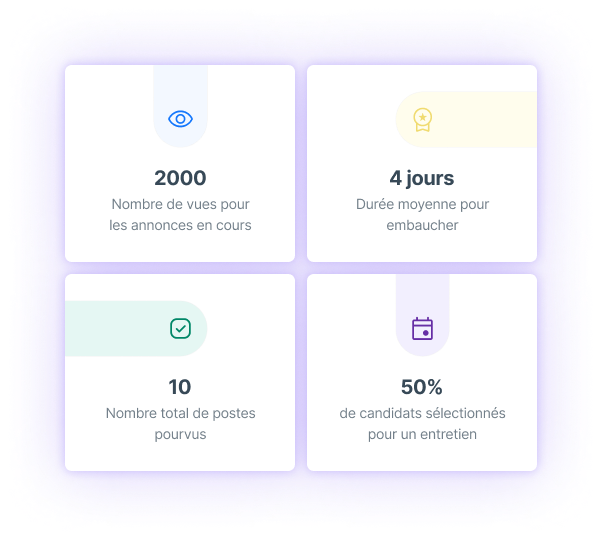 2000
Nombre de vues pour
les annonces en cours
4 jours
Durée moyenne pour
embaucher
10
Nombre total de postes
pourvus
50%
de candidats sélectionnés
pour un entretien